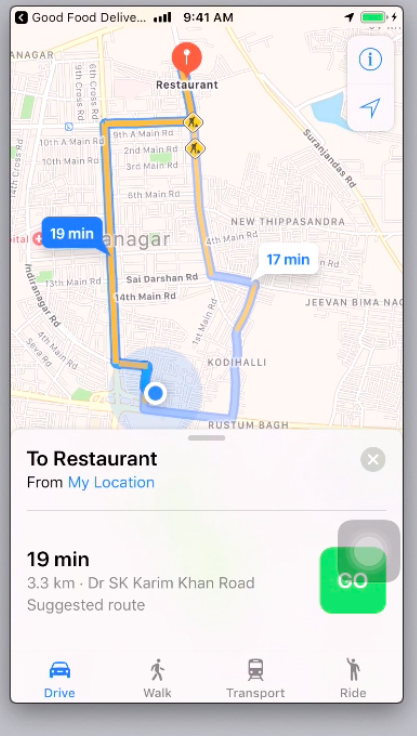 Good Food Delive... 9:41 AM
ANAGAR
6th Cross Rd
9th Cross Rd
Restaurant
9th A Main Rd
10th A Main Rd
2nd Main Rd
10th Main Rd
3rd Main Rd
Suranjandas Rd
NEW THIPPASANDRA
19 min
pital
anagar
4th Main Rd
17 min
Sai Darshan Rd
13th Main Rd
14th Main Rd
Indiranagar Rd
JEEVAN BIMA NAG
1st Main Rd
4th Main Rd
Seva Rd
KODIHALLI
RUSTUM BAGH
To Restaurant
From My Location
19 min
3.3 km · Dr SK Karim Khan Road
Suggested route
GO
Drive Walk Transport Ride